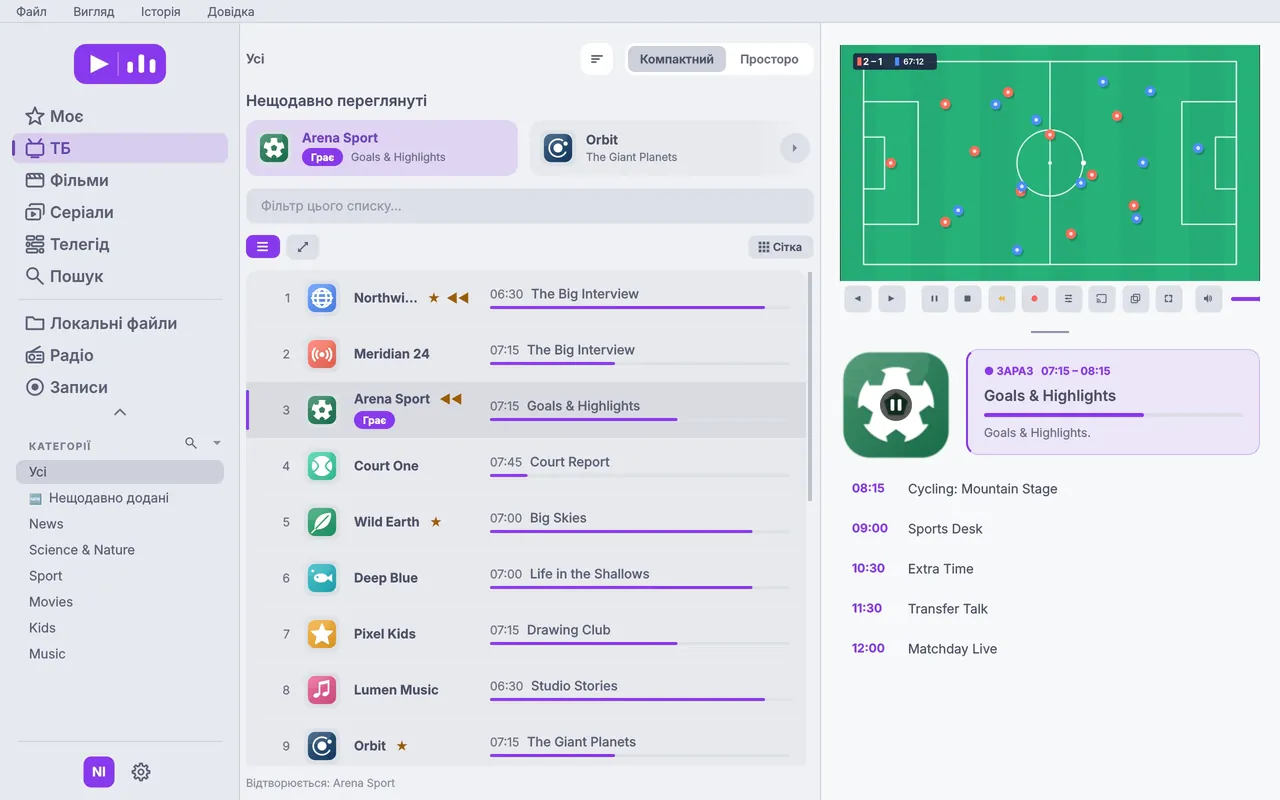 Файл Вигляд Історія Довідка
Моє
ТБ
Фільми
Серіали
Телегід
Пошук
Локальні файли
Радіо
Записи
КАТЕГОРІЇ
Усі
🆕 Нещодавно додані
News
Science & Nature
Sport
Movies
Kids
Music
NI
Усі
Компактний Просторо
Нещодавно переглянуті
Arena Sport
Грає Goals & Highlights
Orbit
The Giant Planets
Фільтр цього списку...
Сітка
1 Northwi... 06:30 The Big Interview
2 Meridian 24 07:15 The Big Interview
3 Arena Sport 07:15 Goals & Highlights
Грає
4 Court One 07:45 Court Report
5 Wild Earth 07:00 Big Skies
6 Deep Blue 07:00 Life in the Shallows
7 Pixel Kids 07:15 Drawing Club
8 Lumen Music 06:30 Studio Stories
9 Orbit 07:15 The Giant Planets
Відтворюється: Arena Sport
2 – 1 67:12
ЗАРАЗ 07:15 – 08:15
Goals & Highlights
Goals & Highlights.
08:15 Cycling: Mountain Stage
09:00 Sports Desk
10:30 Extra Time
11:30 Transfer Talk
12:00 Matchday Live